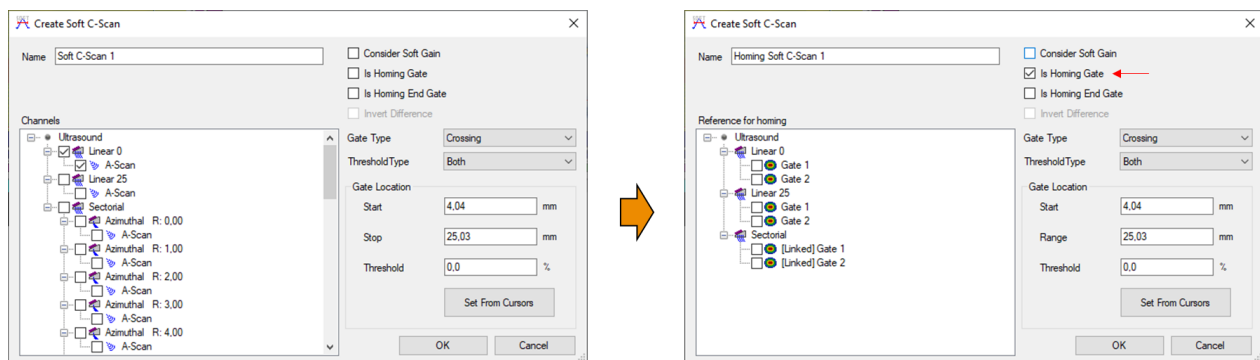 Create Soft C-Scan
Name Soft C-Scan 1
Consider Soft Gain
Is Homing Gate
Is Homing End Gate
Invert Difference
Channels
Ultrasound
Linear 0
A-Scan
Linear 25
A-Scan
Sectorial
Azimuthal R: 0,00
A-Scan
Azimuthal R: 1,00
A-Scan
Azimuthal R: 2,00
A-Scan
Azimuthal R: 3,00
A-Scan
Azimuthal R: 4,00
A-Scan
Gate Type Crossing
ThresholdType Both
Gate Location
Start 4,04 mm
Stop 25,03 mm
Threshold 0,0 %
Set From Cursors
OK Cancel
Create Soft C-Scan
Name Homing Soft C-Scan 1
Consider Soft Gain
Is Homing Gate
Is Homing End Gate
Invert Difference
Reference for homing
Ultrasound
Linear 0
Gate 1
Gate 2
Linear 25
Gate 1
Gate 2
Sectorial
[Linked] Gate 1
[Linked] Gate 2
Gate Type Crossing
ThresholdType Both
Gate Location
Start 4,04 mm
Range 25,03 mm
Threshold 0,0 %
Set From Cursors
OK Cancel